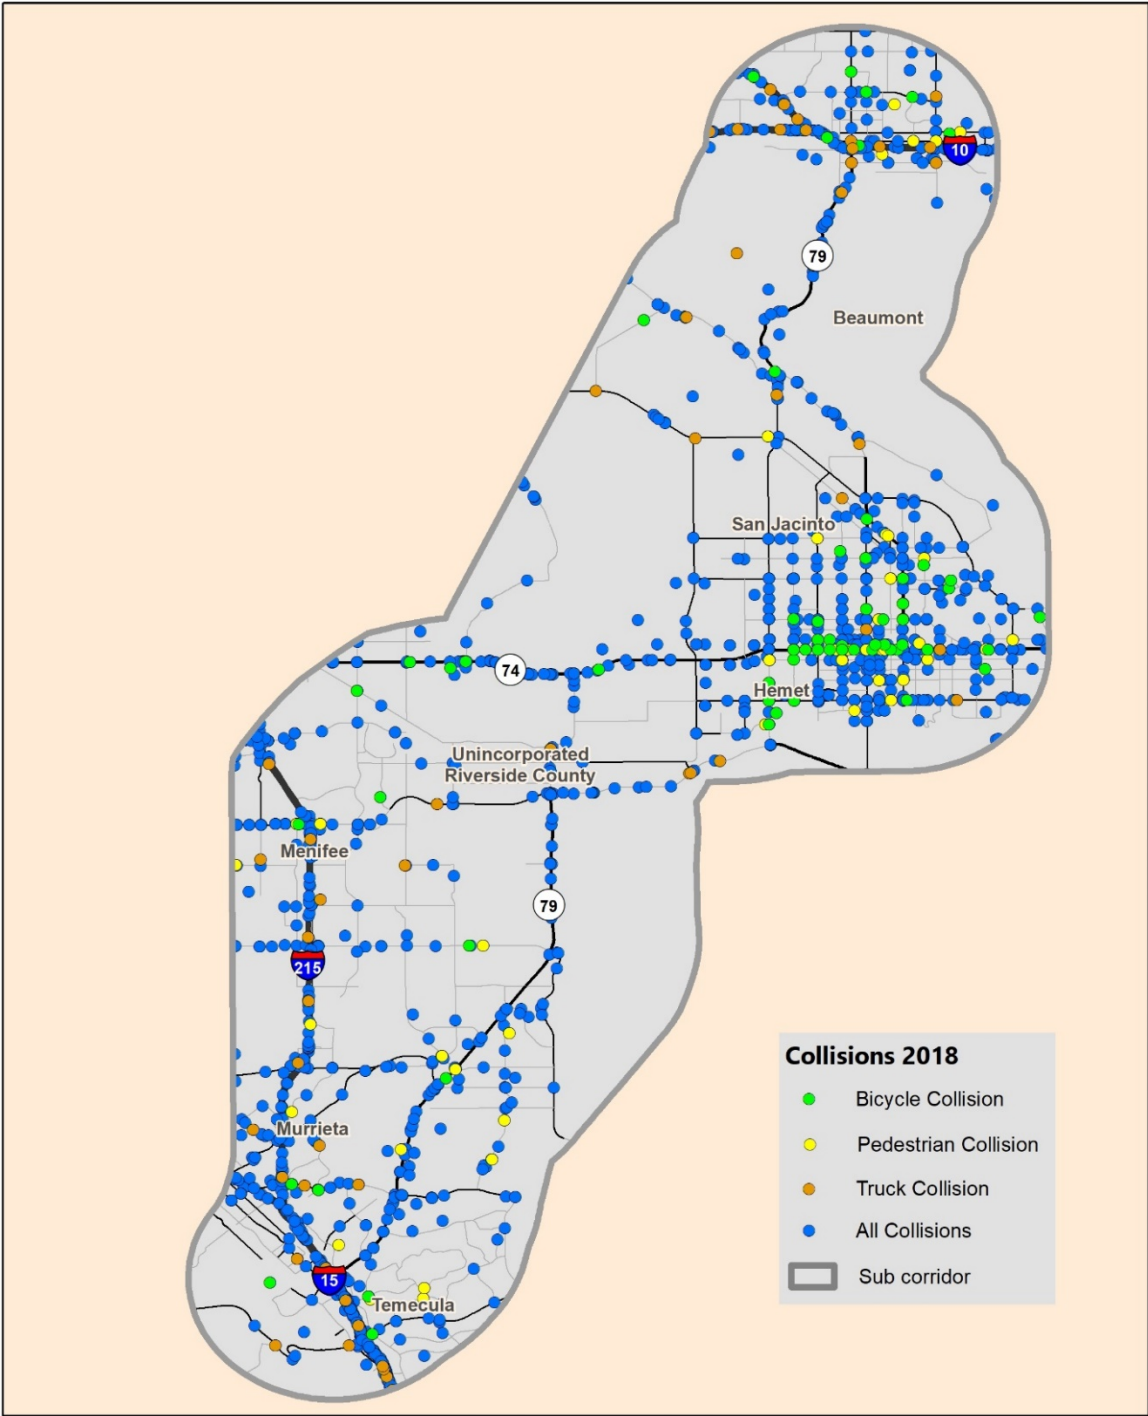 10
79
Beaumont
San Jacinto
74
Hemet
Unincorporated
Riverside County
Menifee
79
215
Murrieta
15
Temecula
Collisions 2018
Bicycle Collision
Pedestrian Collision
Truck Collision
All Collisions
Sub corridor